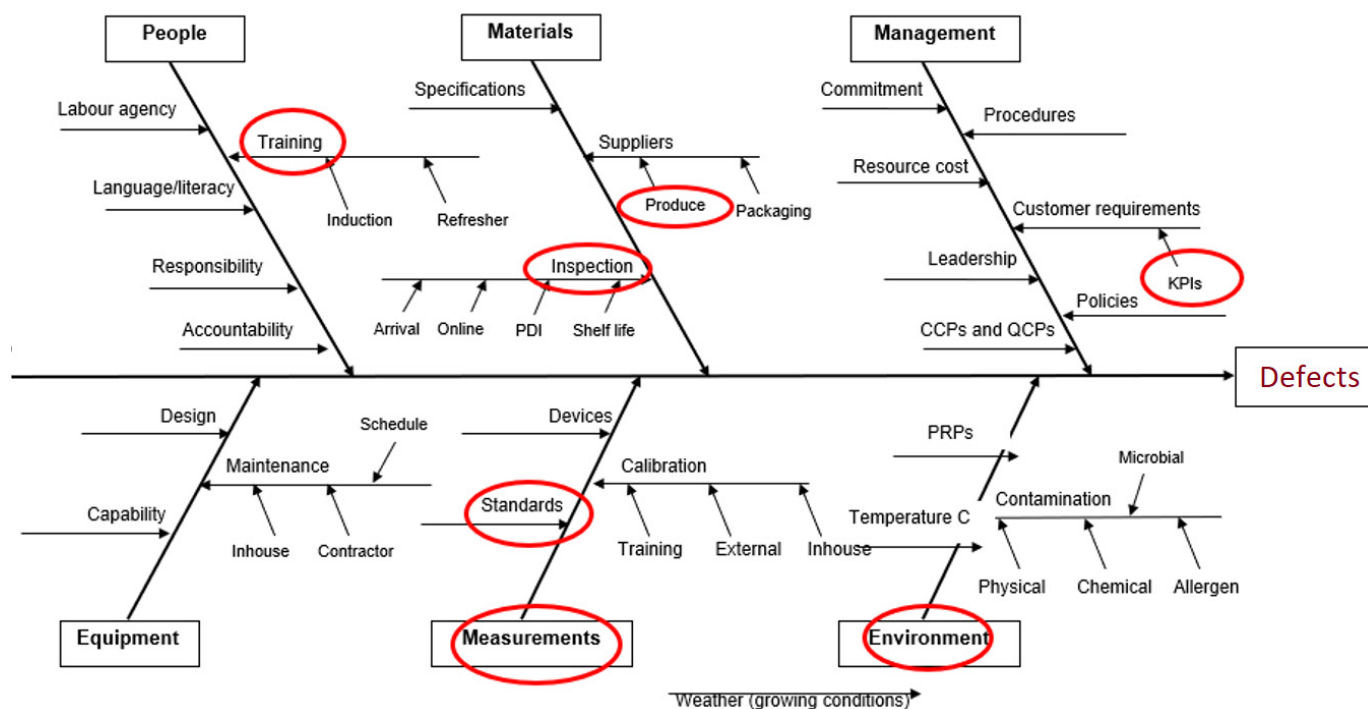 People
Materials
Management
Specifications
Commitment
Labour agency
Procedures
Training
Suppliers
Resource cost
Language/literacy
Induction
Refresher
Produce
Packaging
Customer requirements
Responsibility
Inspection
Leadership
KPIs
Accountability
Arrival
Online
PDI
Shelf life
Policies
CCPs and QCPs
Defects
Design
Schedule
Devices
PRPs
Maintenance
Calibration
Microbial
Capability
Standards
Contamination
Temperature C
Inhouse
Contractor
Training
External
Inhouse
Physical
Chemical
Allergen
Equipment
Measurements
Environment
Weather (growing conditions)